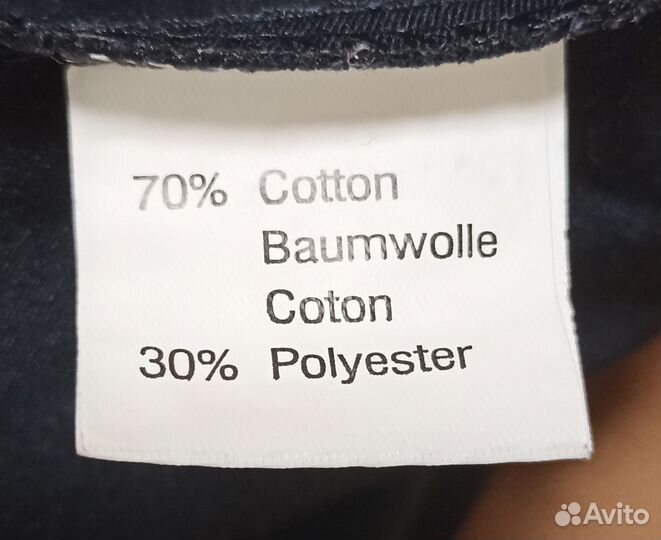 70% Cotton
Baumwolle
Coton
30% Polyester
Avito